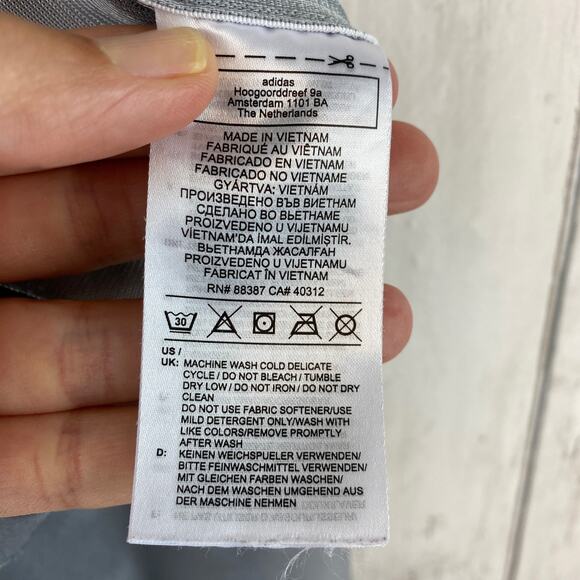 adidas
Hoogoorddreef 9a
Amsterdam 1101 BA
The Netherlands
MADE IN VIETNAM
FABRIQUÉ AU VIÊTNAM
FABRICADO EN VIETNAM
FABRICADO NO VIETNAME
GYÁRTVA: VIETNÁM
ПРОИЗВЕДЕНО ВЪВ ВИЕТНАМ
СДЕЛАНО ВО ВЬЕТНАМЕ
PROIZVEDENO U VIJETNAMU
VİETNAM'DA İMAL EDİLMİŞTİR.
ВЬЕТНАМДА ЖАСАЛҒАН
PROIZVEDENO U VIJETNAMU
FABRICAT ÎN VIETNAM
RN# 88387 CA# 40312
30
US /
UK: MACHINE WASH COLD DELICATE
CYCLE / DO NOT BLEACH / TUMBLE
DRY LOW / DO NOT IRON / DO NOT DRY
CLEAN
DO NOT USE FABRIC SOFTENER/USE
MILD DETERGENT ONLY/WASH WITH
LIKE COLORS/REMOVE PROMPTLY
AFTER WASH
D: KEINEN WEICHSPUELER VERWENDEN/
BITTE FEINWASCHMITTEL VERWENDEN/
MIT GLEICHEN FARBEN WASCHEN/
NACH DEM WASCHEN UMGEHEND AUS
DER MASCHINE NEHMEN